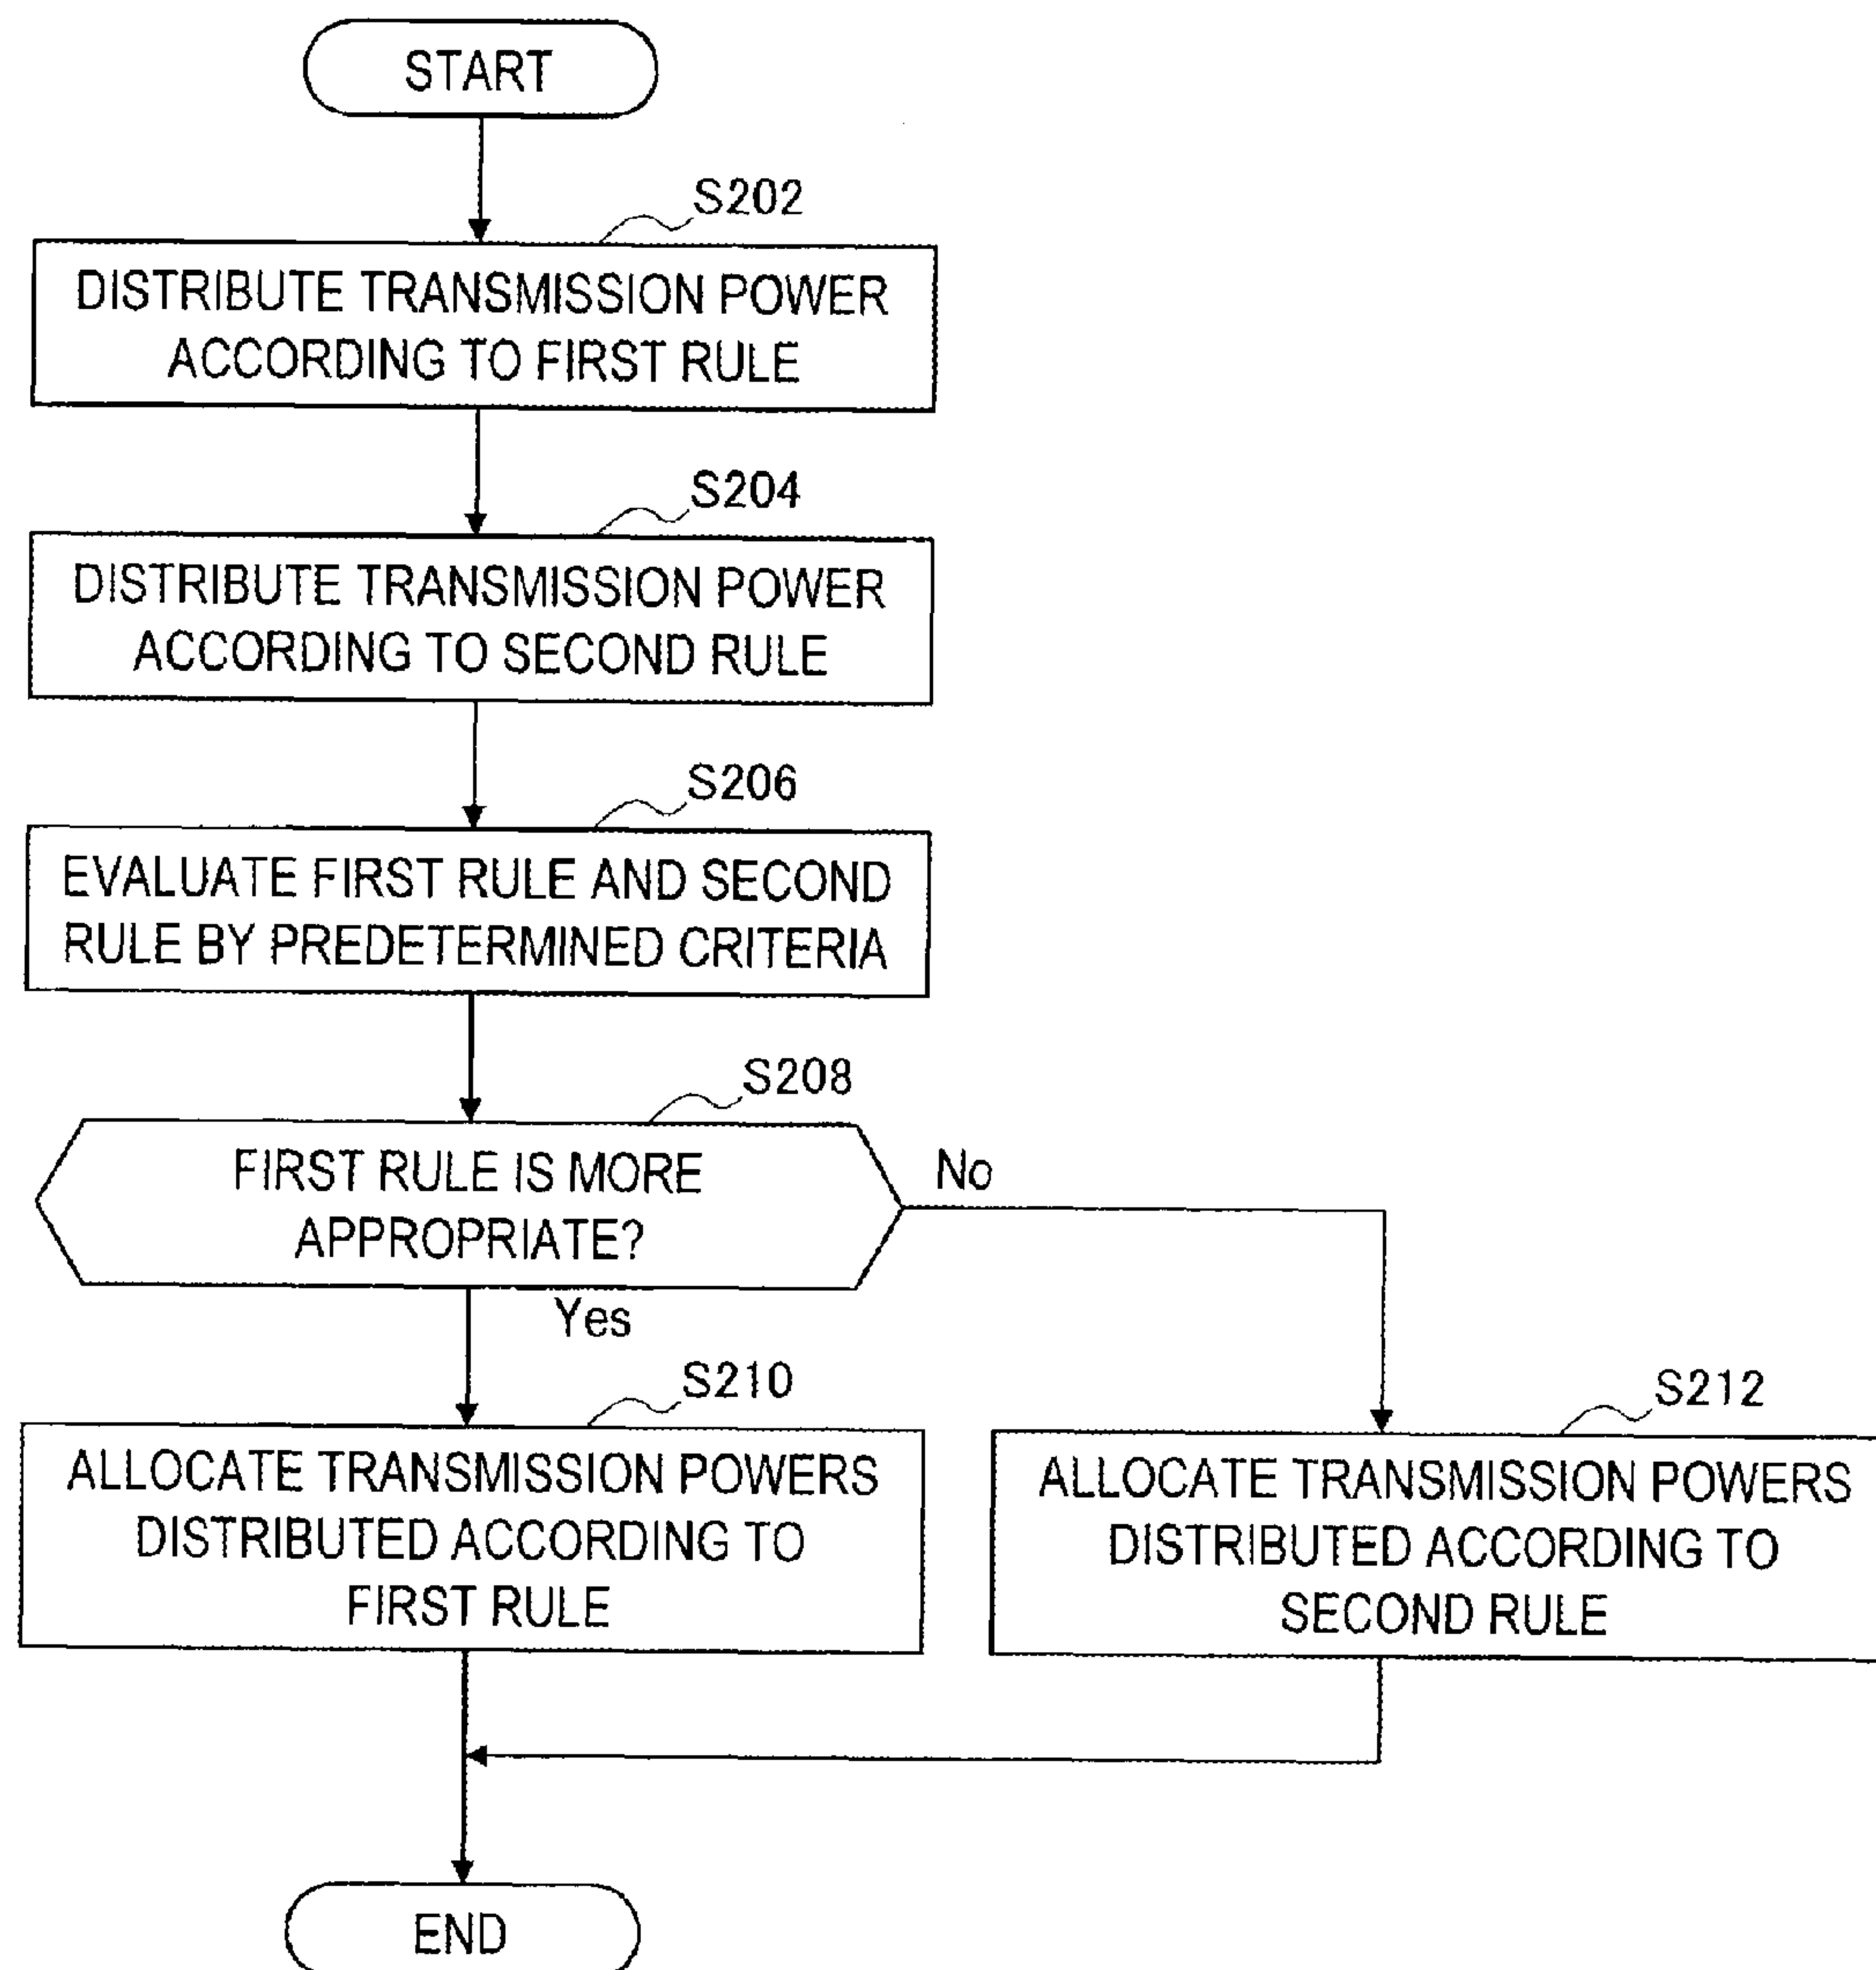 START
S202
DISTRIBUTE TRANSMISSION POWER
ACCORDING TO FIRST RULE
S204
DISTRIBUTE TRANSMISSION POWER
ACCORDING TO SECOND RULE
S206
EVALUATE FIRST RULE AND SECOND
RULE BY PREDETERMINED CRITERIA
S208
FIRST RULE IS MORE
APPROPRIATE?
No
Yes
S210
ALLOCATE TRANSMISSION POWERS
DISTRIBUTED ACCORDING TO
FIRST RULE
S212
ALLOCATE TRANSMISSION POWERS
DISTRIBUTED ACCORDING TO
SECOND RULE
END